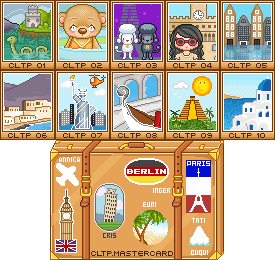 CLTP 01
CLTP 02
CLTP 03
CLTP 04
CLTP 05
CLTP 06
CLTP 07
CLTP 08
CLTP 09
CLTP 10
ANNICA
BERLIN
PARIS
INGER
EURI
TATI
CRIS
GUGUI
CLTP.MASTERCARD